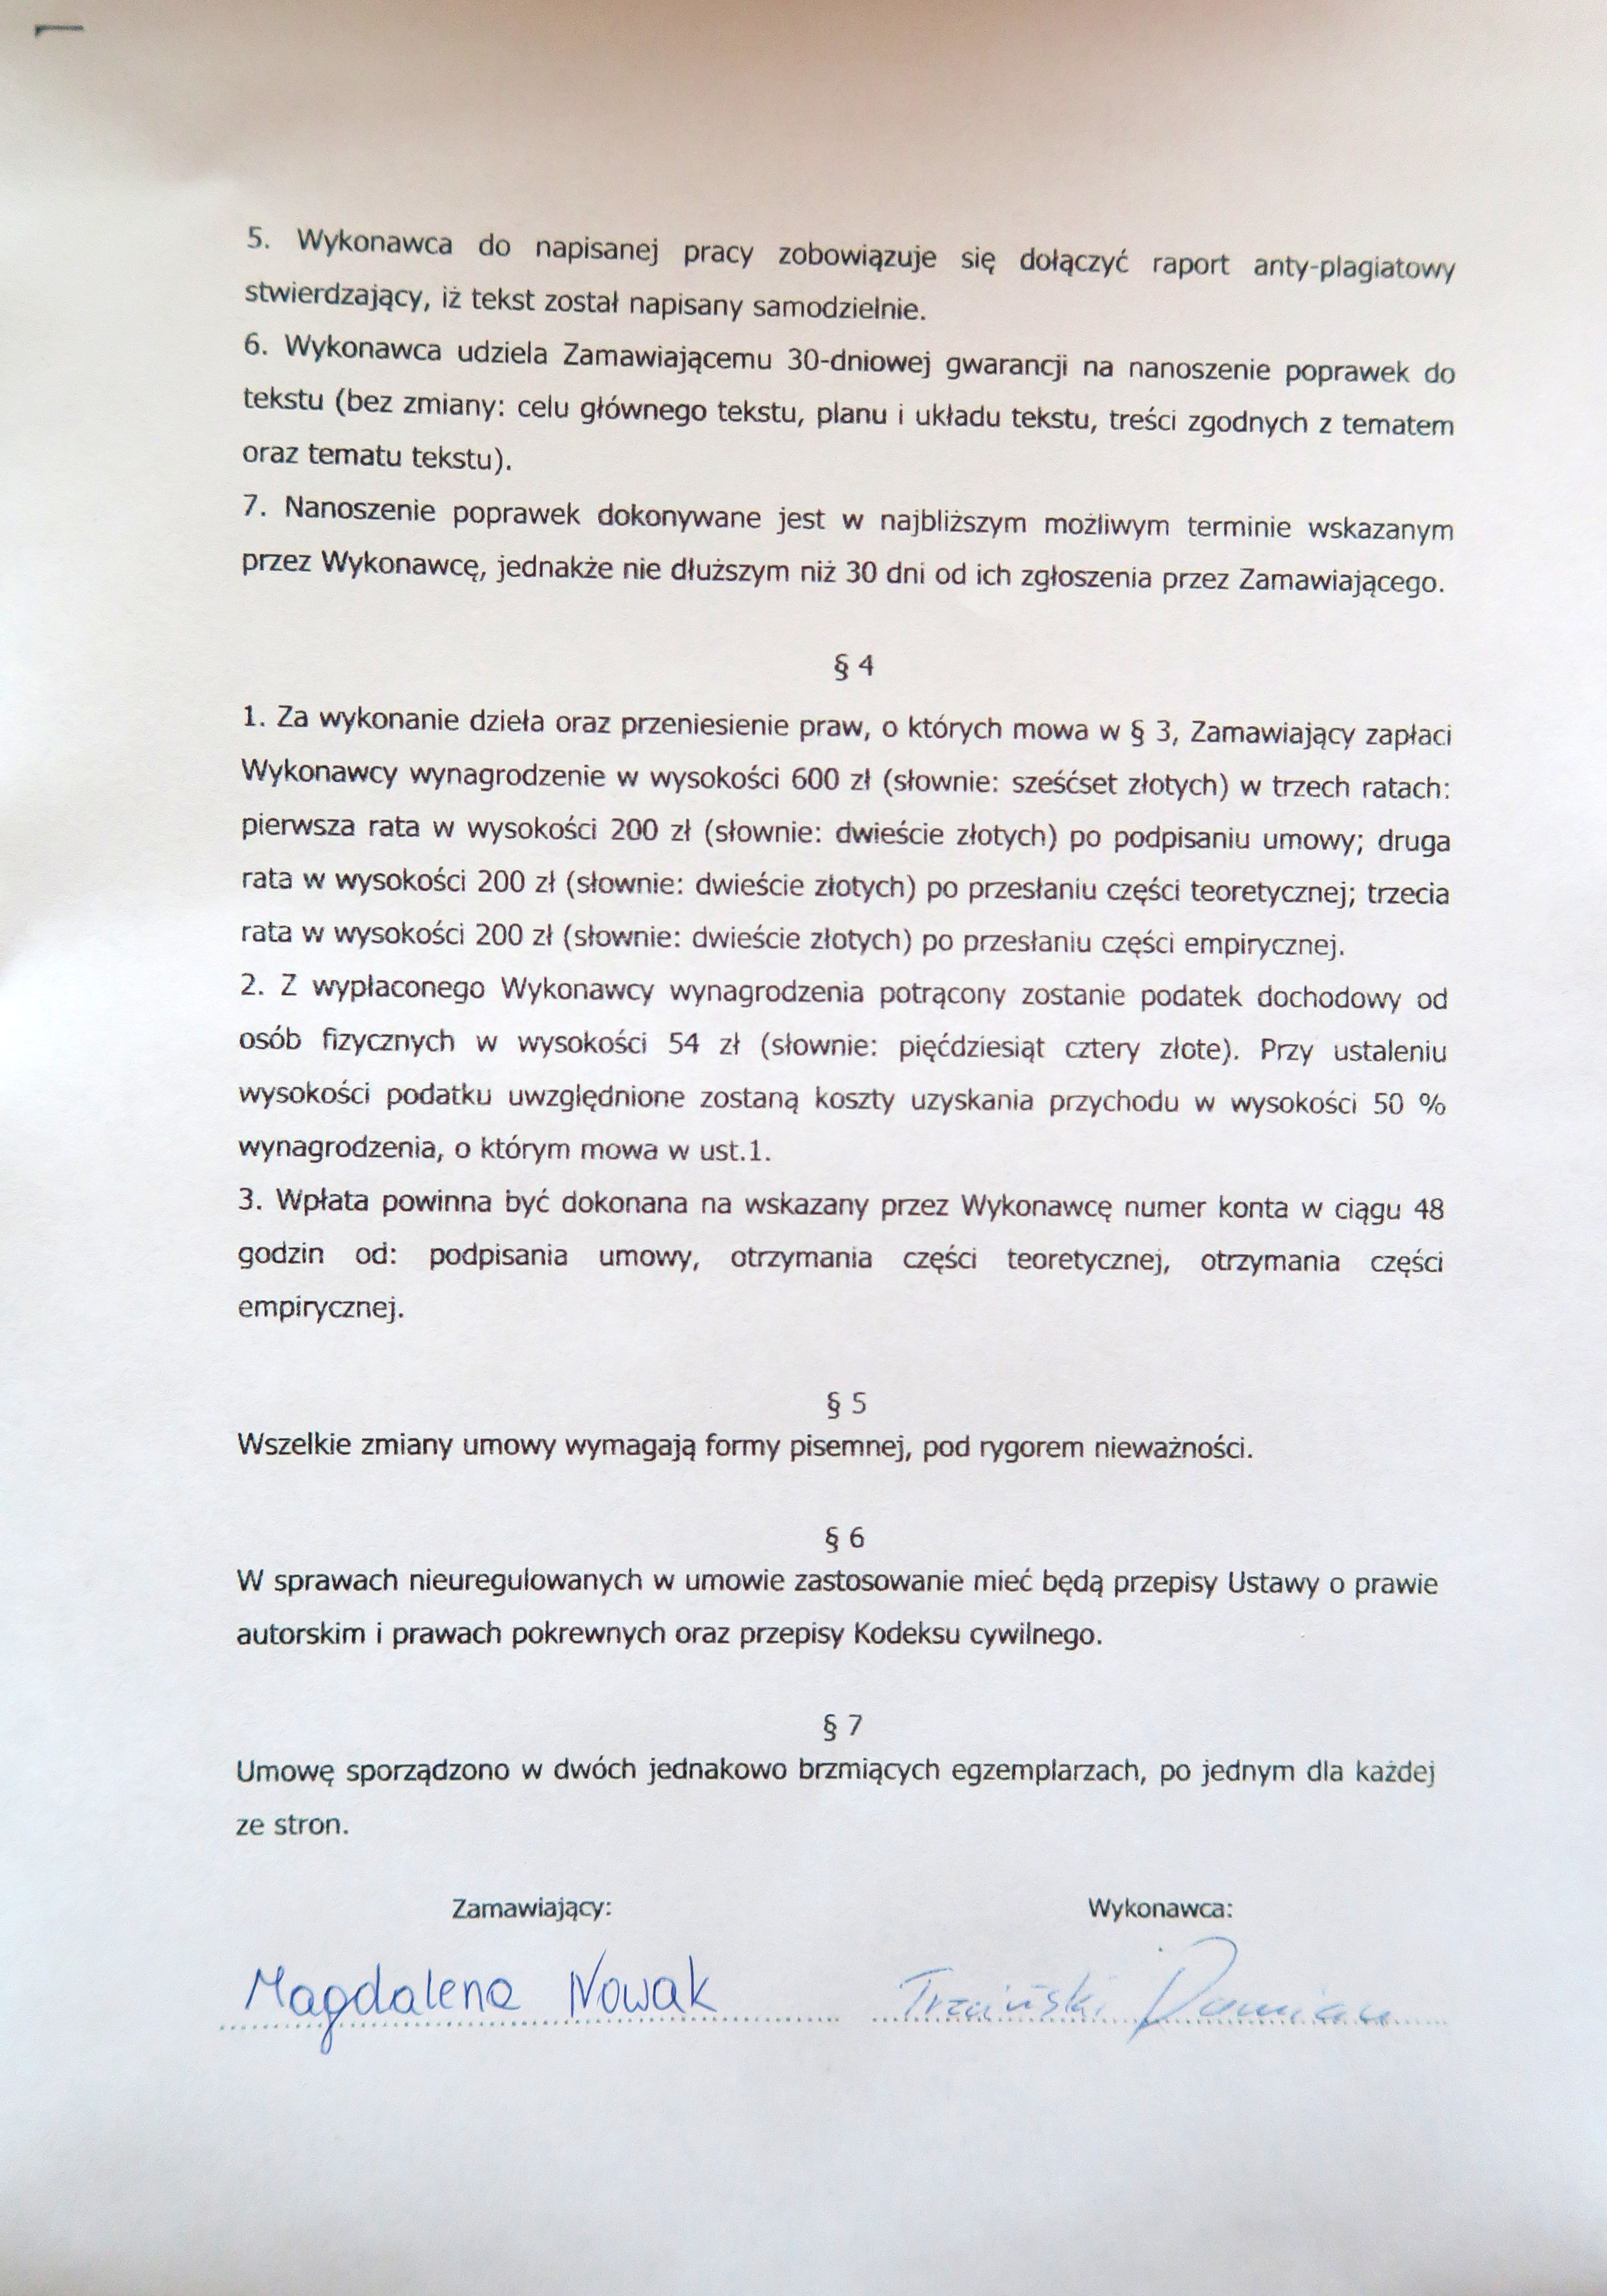 5. Wykonawca do napisanej pracy zobowiązuje się dołączyć raport anty-plagiatowy
stwierdzający, iż tekst został napisany samodzielnie.
6. Wykonawca udziela Zamawiającemu 30-dniowej gwarancji na nanoszenie poprawek do
tekstu (bez zmiany: celu głównego tekstu, planu i układu tekstu, treści zgodnych z tematem
oraz tematu tekstu).
7. Nanoszenie poprawek dokonywane jest w najbliższym możliwym terminie wskazanym
przez Wykonawcę, jednakże nie dłuższym niż 30 dni od ich zgłoszenia przez Zamawiającego.
§ 4
1. Za wykonanie dzieła oraz przeniesienie praw, o których mowa w § 3, Zamawiający zapłaci
Wykonawcy wynagrodzenie w wysokości 600 zł (słownie: sześćset złotych) w trzech ratach:
pierwsza rata w wysokości 200 zł (słownie: dwieście złotych) po podpisaniu umowy; druga
rata w wysokości 200 zł (słownie: dwieście złotych) po przesłaniu części teoretycznej; trzecia
rata w wysokości 200 zł (słownie: dwieście złotych) po przesłaniu części empirycznej.
2. Z wypłaconego Wykonawcy wynagrodzenia potrącony zostanie podatek dochodowy od
osób fizycznych w wysokości 54 zł (słownie: pięćdziesiąt cztery złote). Przy ustaleniu
wysokości podatku uwzględnione zostaną koszty uzyskania przychodu w wysokości 50 %
wynagrodzenia, o którym mowa w ust.1.
3. Wpłata powinna być dokonana na wskazany przez Wykonawcę numer konta w ciągu 48
godzin od: podpisania umowy, otrzymania części teoretycznej, otrzymania części
empirycznej.
§ 5
Wszelkie zmiany umowy wymagają formy pisemnej, pod rygorem nieważności.
§ 6
W sprawach nieuregulowanych w umowie zastosowanie mieć będą przepisy Ustawy o prawie
autorskim i prawach pokrewnych oraz przepisy Kodeksu cywilnego.
§ 7
Umowę sporządzono w dwóch jednakowo brzmiących egzemplarzach, po jednym dla każdej
ze stron.
Zamawiający: Wykonawca:
Magdalena Nowak Damian